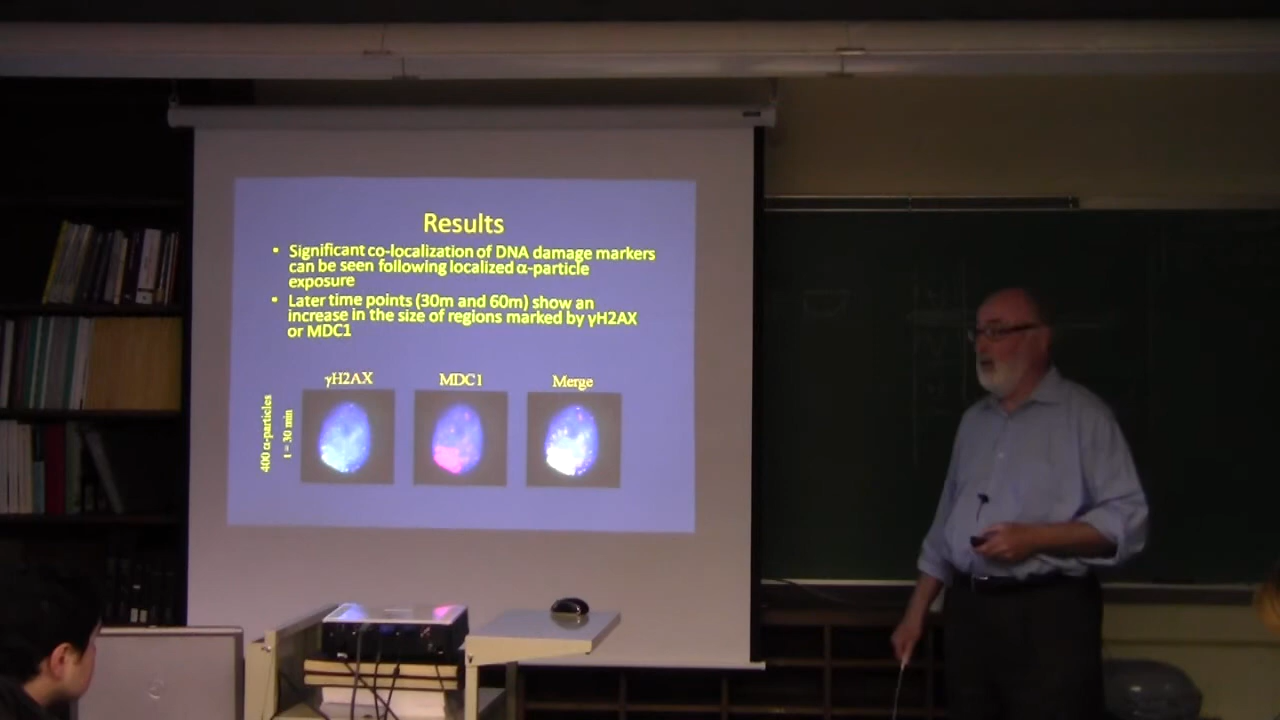 Results
• Significant co-localization of DNA damage markers
can be seen following localized α-particle
exposure
• Later time points (30m and 60m) show an
increase in the size of regions marked by γH2AX
or MDC1
γH2AX MDC1 Merge
400 α-particles
t = 30 min